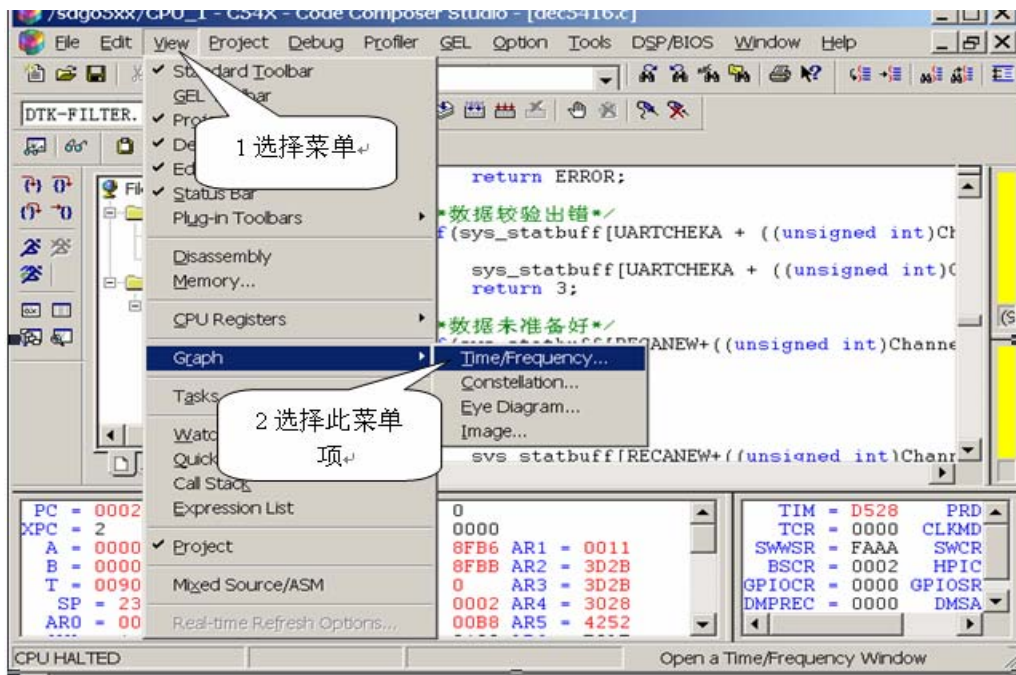 /sdgo5xx/CPU_1 - C54X - Code Composer Studio - [dec5416.c]
File Edit View Project Debug Profiler GEL Option Tools DSP/BIOS Window Help
Standard Toolbar
GEL
DTK-FILTER.
1 选择菜单
Status Bar
Plug-in Toolbars
Disassembly
Memory...
CPU Registers
Graph
Tasks
2 选择此菜单
项
Call Stack
Expression List
Project
Mixed Source/ASM
Real-time Refresh Options...
Time/Frequency...
Constellation...
Eye Diagram...
Image...
return ERROR;
数据较验出错*/
f(sys_statbuff[UARTCHEKA + ((unsigned int)Ch
sys_statbuff[UARTCHEKA + ((unsigned int)C
return 3;
*数据未准备好*/
RECANEW+((unsigned int)Channe
sys_statbuff[RECANEW+((unsigned int)Chann
PC = 0002
XPC = 2
A = 0000
B = 0000
T = 0090
SP = 23
AR0 = 00
0
0000
8FB6 AR1 = 0011
8FBB AR2 = 3D2B
0 AR3 = 3D2B
0002 AR4 = 3028
00B8 AR5 = 4252
TIM = D528 PRD
TCR = 0000 CLKMD
SWWSR = FAAA SWCR
BSCR = 0002 HPIC
GPIOCR = 0000 GPIOSR
DMPREC = 0000 DMSA
CPU HALTED
Open a Time/Frequency Window